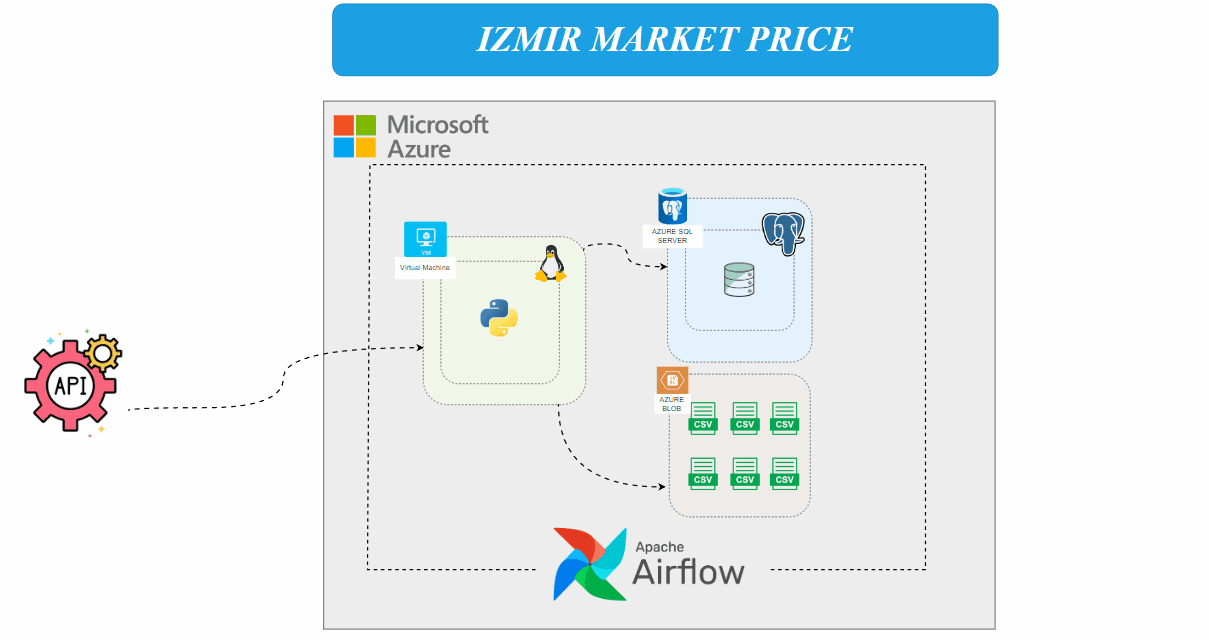 IZMIR MARKET PRICE
Microsoft
Azure
VM
Virtual Machine
AZURE SQL
SERVER
API
AZURE
BLOB
CSV CSV CSV
CSV CSV CSV
Apache
Airflow